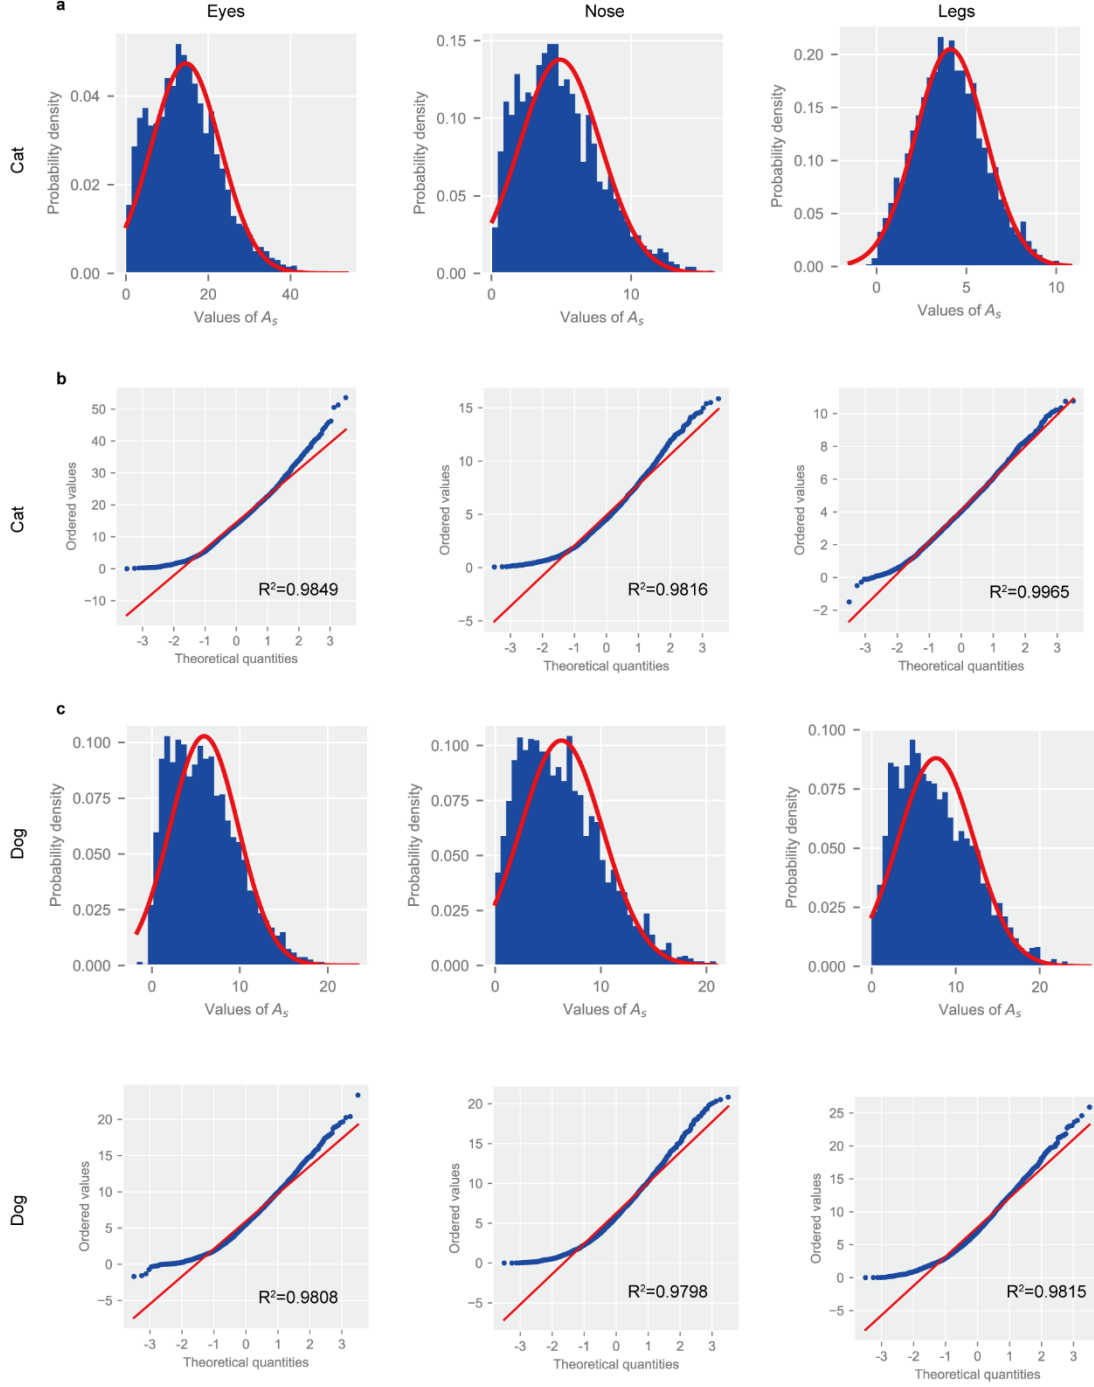 a
Eyes
Nose
Legs
Cat
Probability density
0.04
0.02
0.00
0
20
40
Values of Aₛ
Probability density
0.15
0.10
0.05
0.00
0
10
Values of Aₛ
Probability density
0.20
0.15
0.10
0.05
0.00
0
5
10
Values of Aₛ
b
Cat
Ordered values
50
40
30
20
10
0
−10
R²=0.9849
-3 -2 -1 0 1 2 3
Theoretical quantities
Ordered values
15
10
5
0
−5
R²=0.9816
-3 -2 -1 0 1 2 3
Theoretical quantities
Ordered values
10
8
6
4
2
0
−2
R²=0.9965
-3 -2 -1 0 1 2 3
Theoretical quantities
c
Dog
Probability density
0.100
0.075
0.050
0.025
0.000
0
10
20
Values of Aₛ
Probability density
0.100
0.075
0.050
0.025
0.000
0
10
20
Values of Aₛ
Probability density
0.100
0.075
0.050
0.025
0.000
0
10
20
Values of Aₛ
Dog
Ordered values
20
15
10
5
0
−5
R²=0.9808
-3 -2 -1 0 1 2 3
Theoretical quantities
Ordered values
20
15
10
5
0
−5
R²=0.9798
-3 -2 -1 0 1 2 3
Theoretical quantities
Ordered values
25
20
15
10
5
0
−5
R²=0.9815
-3 -2 -1 0 1 2 3
Theoretical quantities